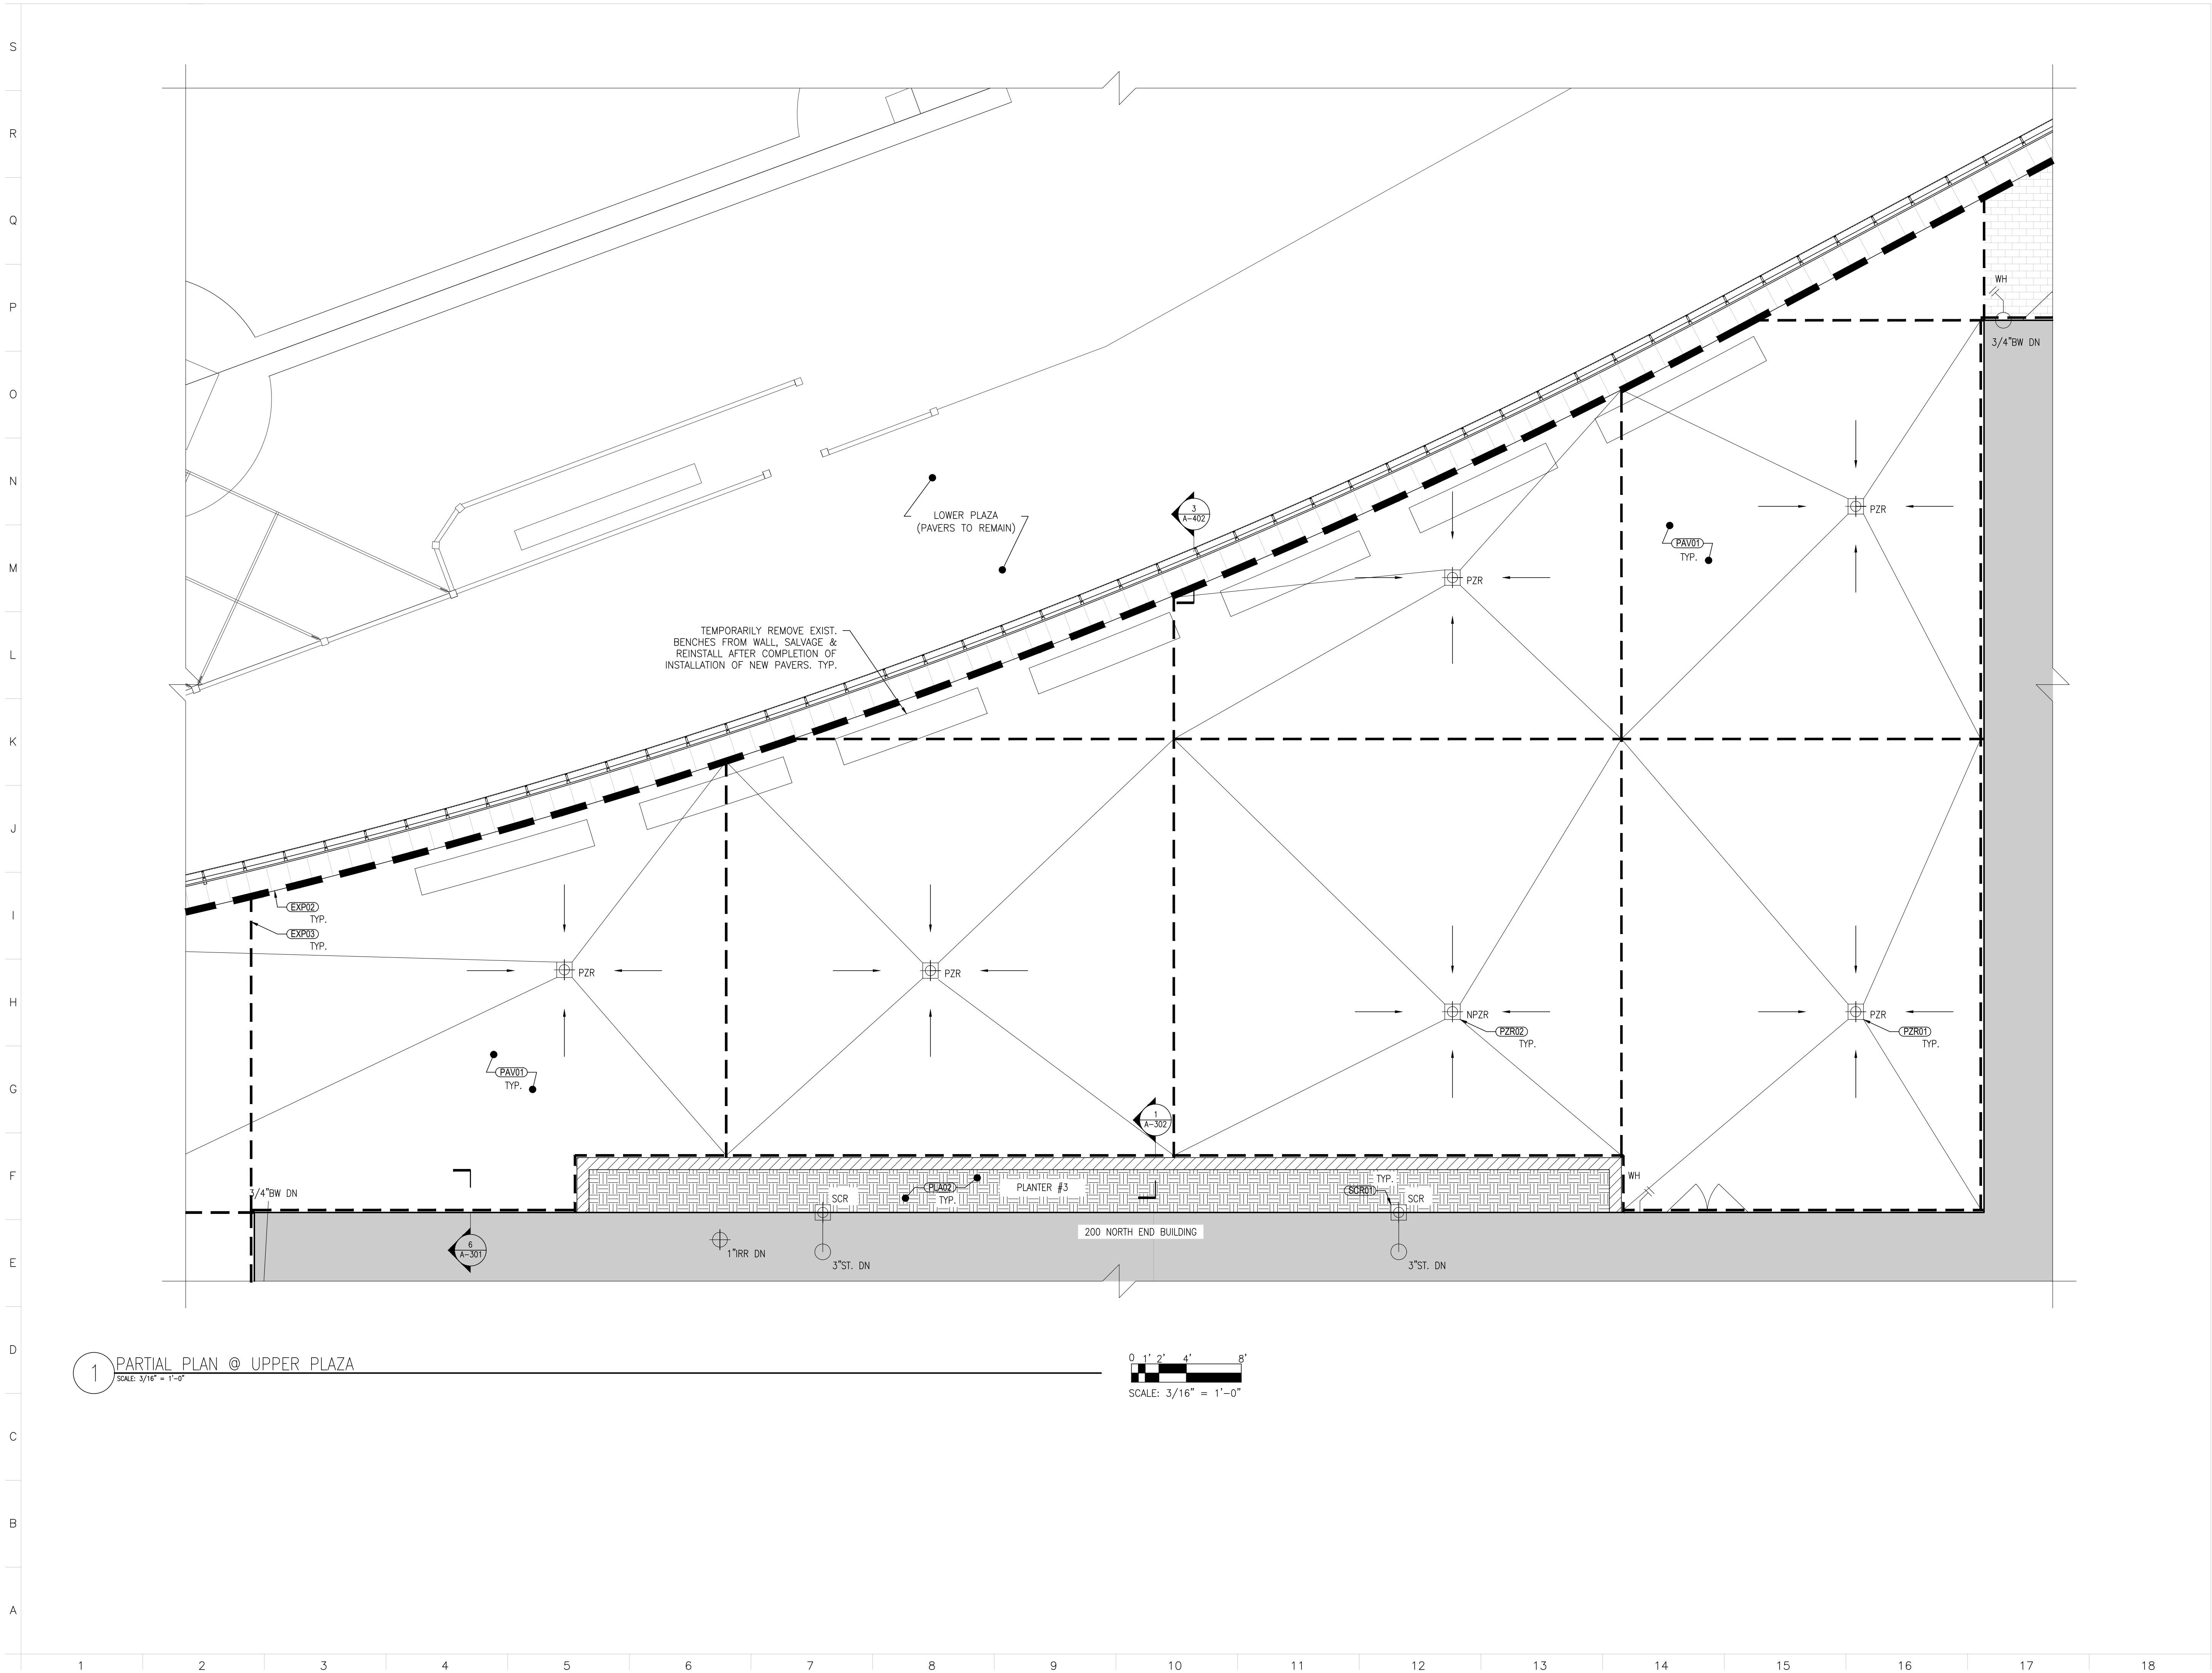 S
R
Q
P
O
N
M
L
K
J
I
H
G
F
E
D
C
B
A
WH
3/4"BW DN
LOWER PLAZA
(PAVERS TO REMAIN)
3
A-402
PZR
PAV01
TYP.
PZR
TEMPORARILY REMOVE EXIST.
BENCHES FROM WALL, SALVAGE &
REINSTALL AFTER COMPLETION OF
INSTALLATION OF NEW PAVERS. TYP.
EXP02
TYP.
EXP03
TYP.
PZR
PZR
NPZR
PZR02
TYP.
PZR
PZR01
TYP.
PAV01
TYP.
1
A-302
3/4"BW DN
PLA02
TYP.
SCR
PLANTER #3
TYP.
SCR01
SCR
WH
200 NORTH END BUILDING
6
A-301
1"IRR DN
3"ST. DN
3"ST. DN
1
PARTIAL PLAN @ UPPER PLAZA
SCALE: 3/16" = 1'-0"
0 1' 2' 4' 8'
SCALE: 3/16" = 1'-0"
1 2 3 4 5 6 7 8 9 10 11 12 13 14 15 16 17 18